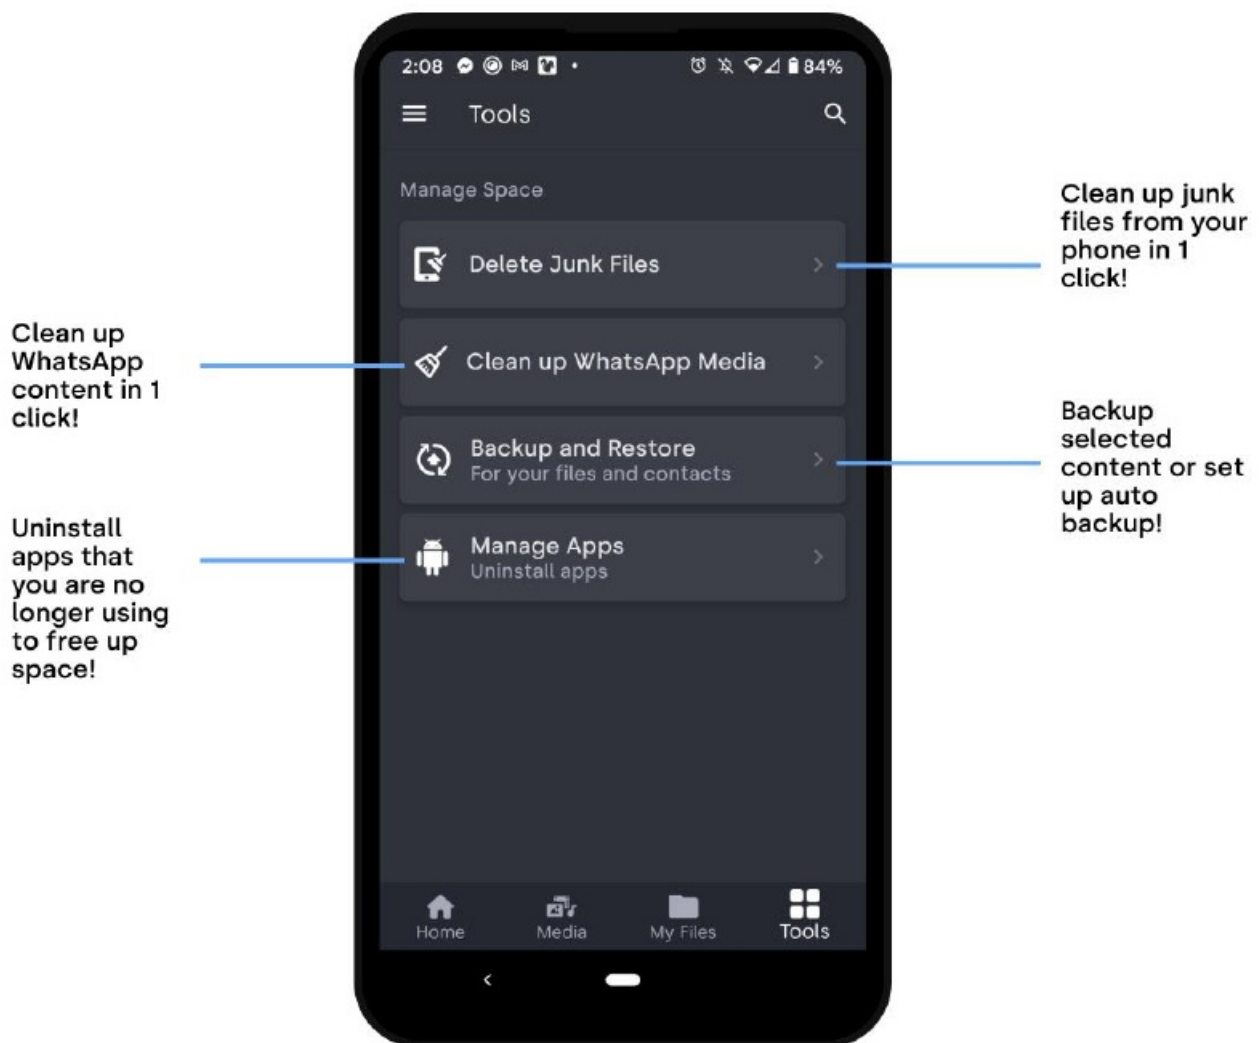 2:08
84%
Tools
Manage Space
Delete Junk Files
Clean up WhatsApp Media
Backup and Restore
For your files and contacts
Manage Apps
Uninstall apps
Home
Media
My Files
Tools
Clean up
WhatsApp
content in 1
click!
Uninstall
apps that
you are no
longer using
to free up
space!
Clean up junk
files from your
phone in 1
click!
Backup
selected
content or set
up auto
backup!